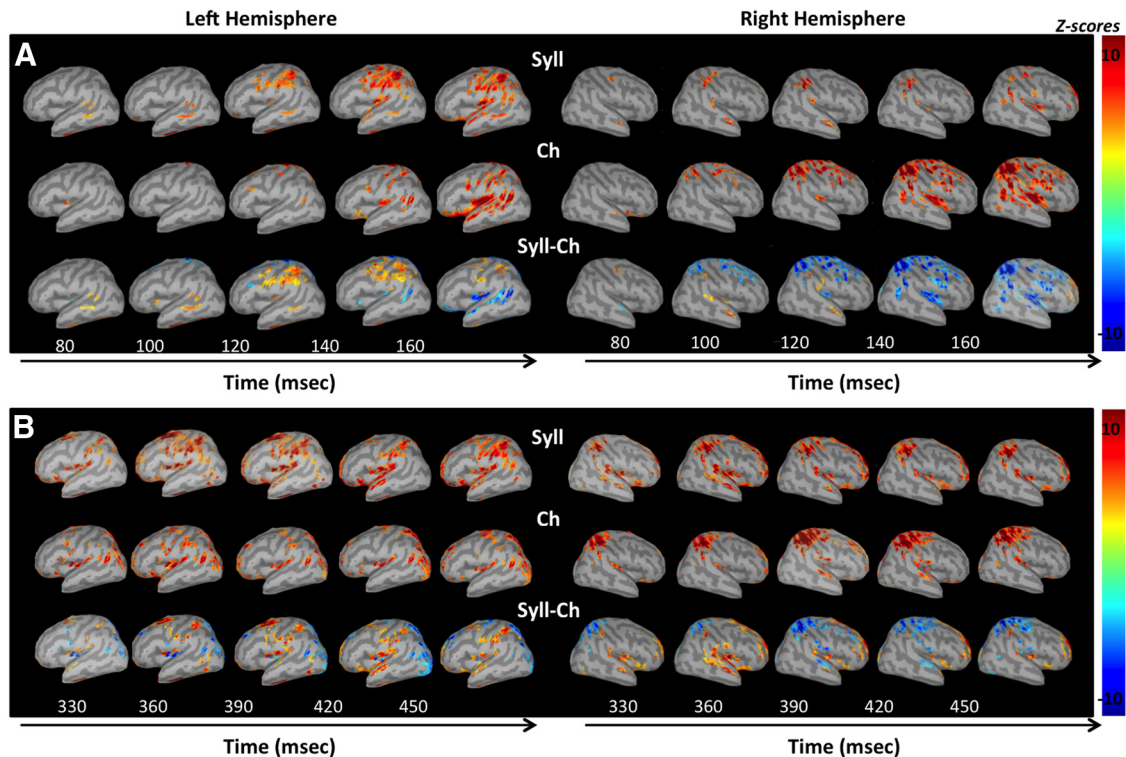 Left Hemisphere Right Hemisphere Z-scores
A
Syll
10
Ch
Syll-Ch
-10
80 100 120 140 160 80 100 120 140 160
Time (msec) Time (msec)
B
Syll
10
Ch
Syll-Ch
-10
330 360 390 420 450 330 360 390 420 450
Time (msec) Time (msec)